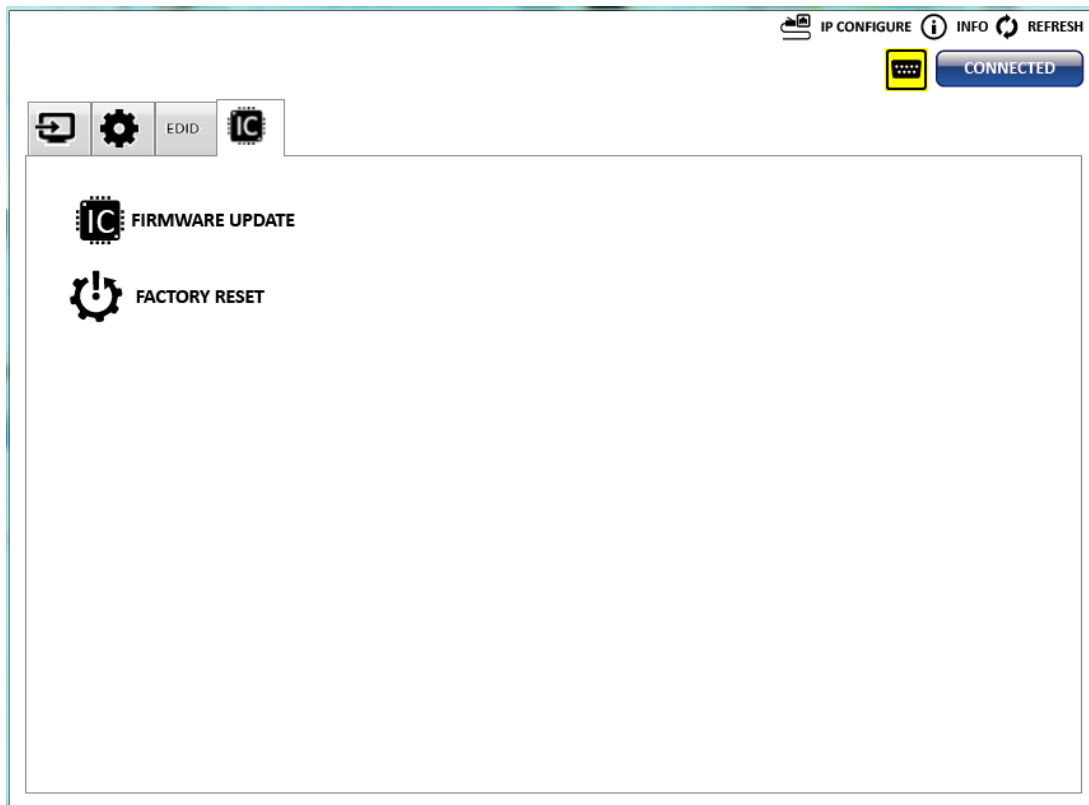 IP CONFIGURE INFO REFRESH
CONNECTED
EDID
IC
IC FIRMWARE UPDATE
FACTORY RESET